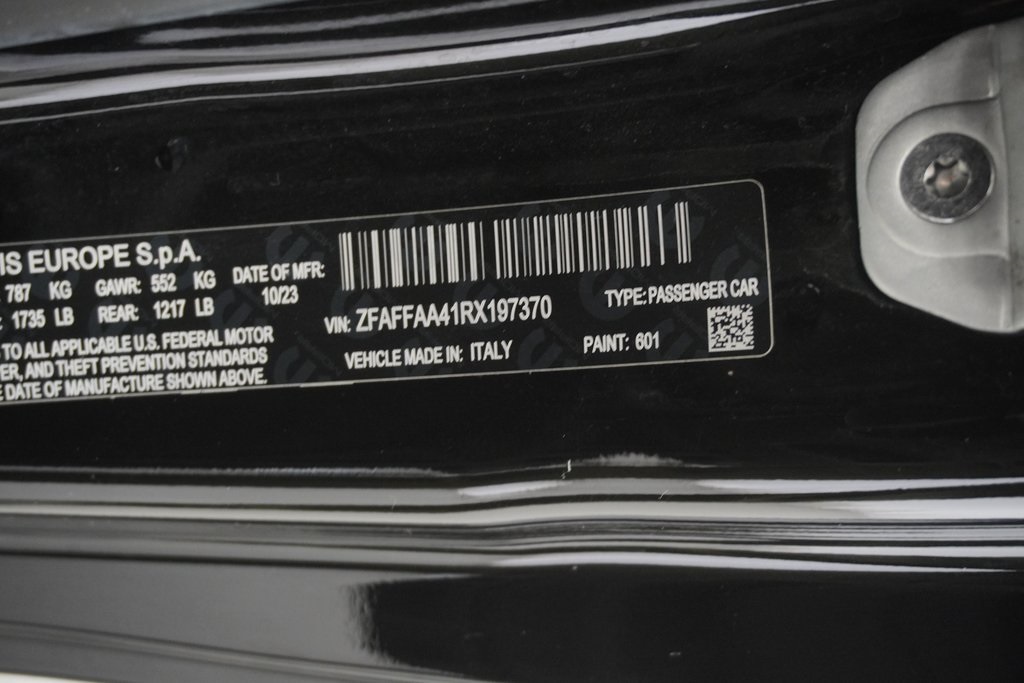 IS EUROPE S.p.A.
787 KG GAWR: 552 KG
: 1735 LB REAR: 1217 LB
DATE OF MFR:
10/23
TO ALL APPLICABLE U.S. FEDERAL MOTOR
ER, AND THEFT PREVENTION STANDARDS
E DATE OF MANUFACTURE SHOWN ABOVE.
VIN: ZFAFFAA41RX197370
TYPE: PASSENGER CAR
VEHICLE MADE IN: ITALY
PAINT: 601